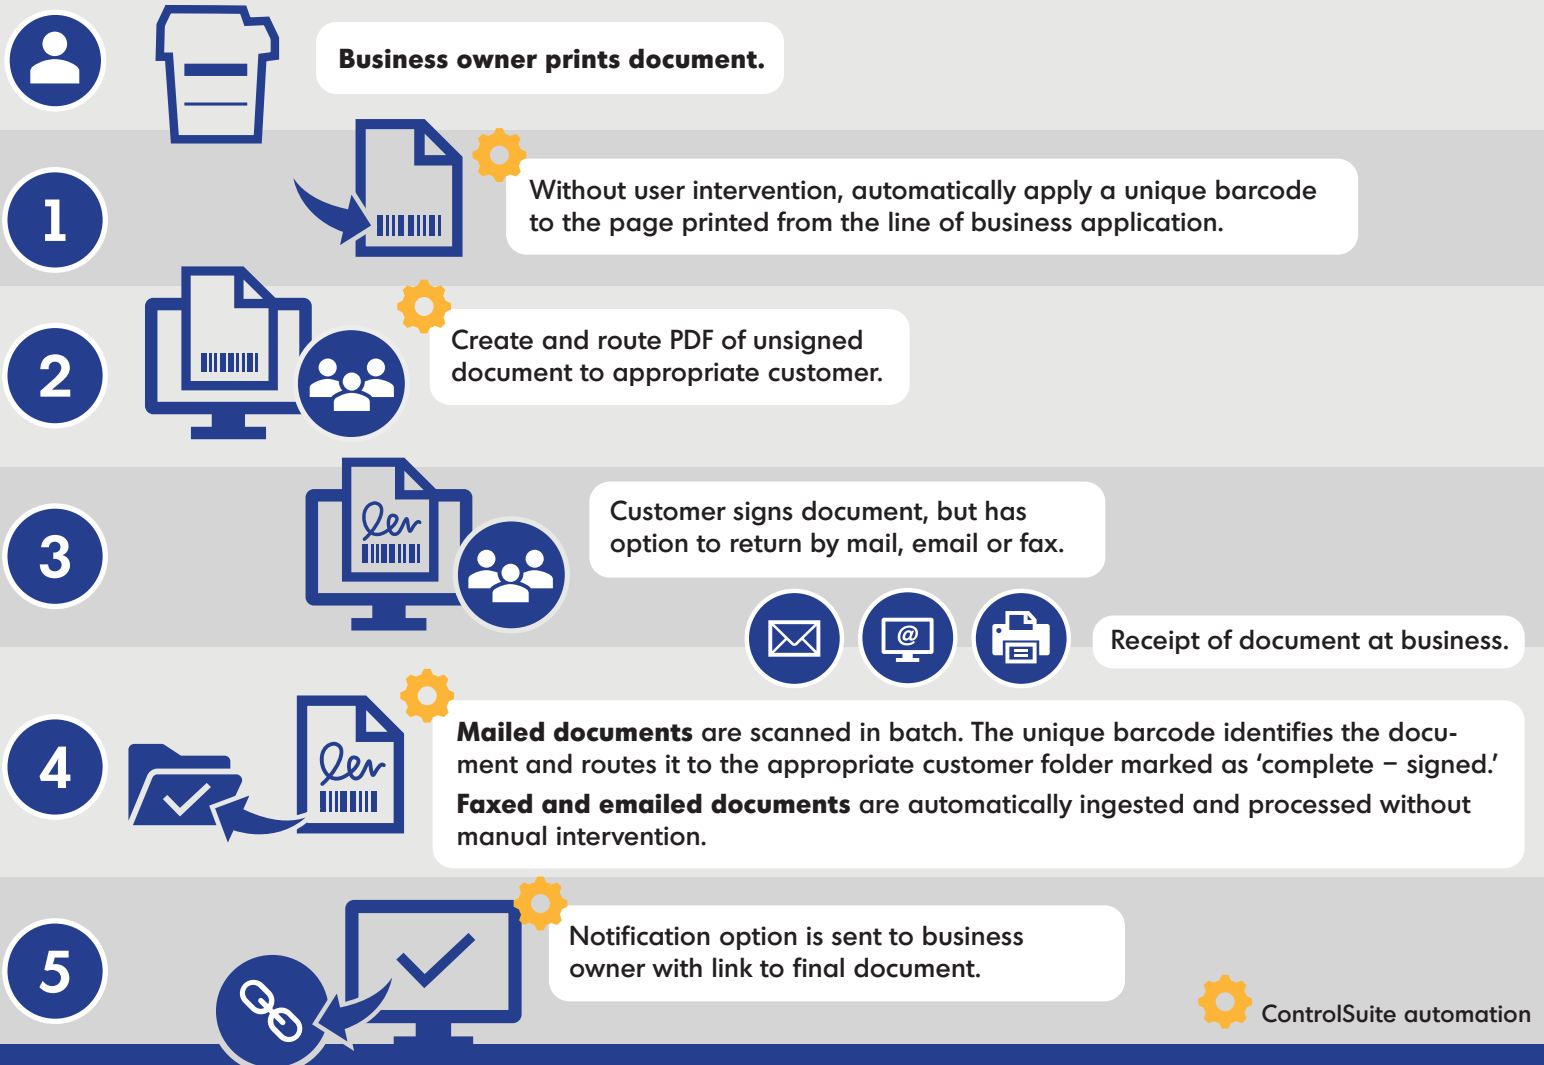 Business owner prints document.
1
Without user intervention, automatically apply a unique barcode
to the page printed from the line of business application.
2
Create and route PDF of unsigned
document to appropriate customer.
3
Customer signs document, but has
option to return by mail, email or fax.
@
Receipt of document at business.
4
Mailed documents are scanned in batch. The unique barcode identifies the docu-
ment and routes it to the appropriate customer folder marked as ‘complete – signed.’
Faxed and emailed documents are automatically ingested and processed without
manual intervention.
5
Notification option is sent to business
owner with link to final document.
ControlSuite automation